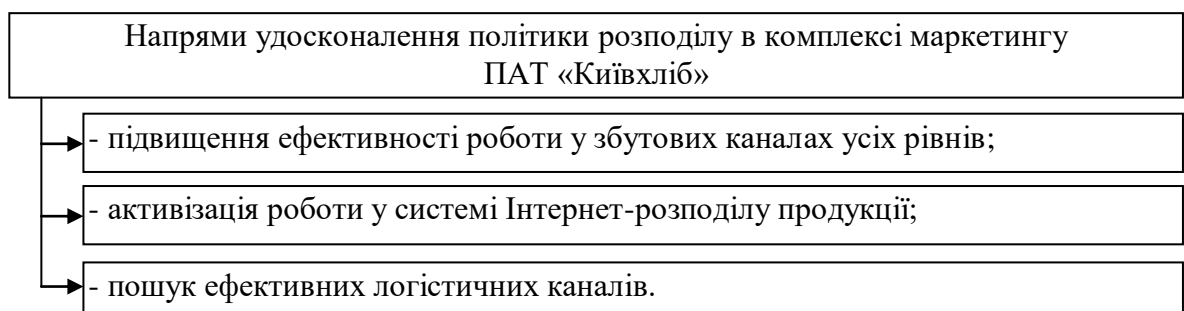 Напрями удосконалення політики розподілу в комплексі маркетингу
ПАТ «Київхліб»
- підвищення ефективності роботи у збутових каналах усіх рівнів;
- активізація роботи у системі Інтернет-розподілу продукції;
- пошук ефективних логістичних каналів.